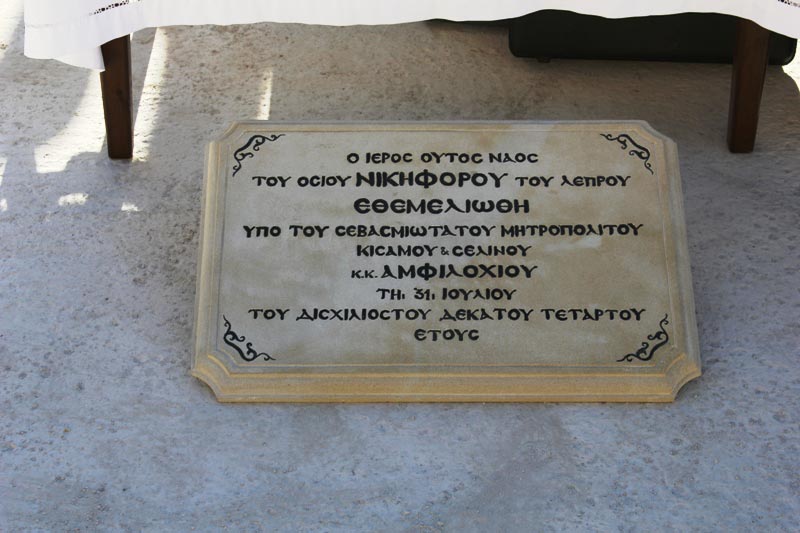 Ο ΙΕΡΟΣ ΟΥΤΟΣ ΝΑΟΣ
ΤΟΥ ΟΣΙΟΥ ΝΙΚΗΦΟΡΟΥ ΤΟΥ ΛΕΠΡΟΥ
ΕΘΕΜΕΛΙΩΘΗ
ΥΠΟ ΤΟΥ ΣΕΒΑΣΜΙΩΤΑΤΟΥ ΜΗΤΡΟΠΟΛΙΤΟΥ
ΚΙΣΑΜΟΥ & ΣΕΛΙΝΟΥ
Κ.Κ. ΑΜΦΙΛΟΧΙΟΥ
ΤΗ: 31: ΙΟΥΛΙΟΥ
ΤΟΥ ΔΙΣΧΙΛΙΟΣΤΟΥ ΔΕΚΑΤΟΥ ΤΕΤΑΡΤΟΥ
ΕΤΟΥΣ